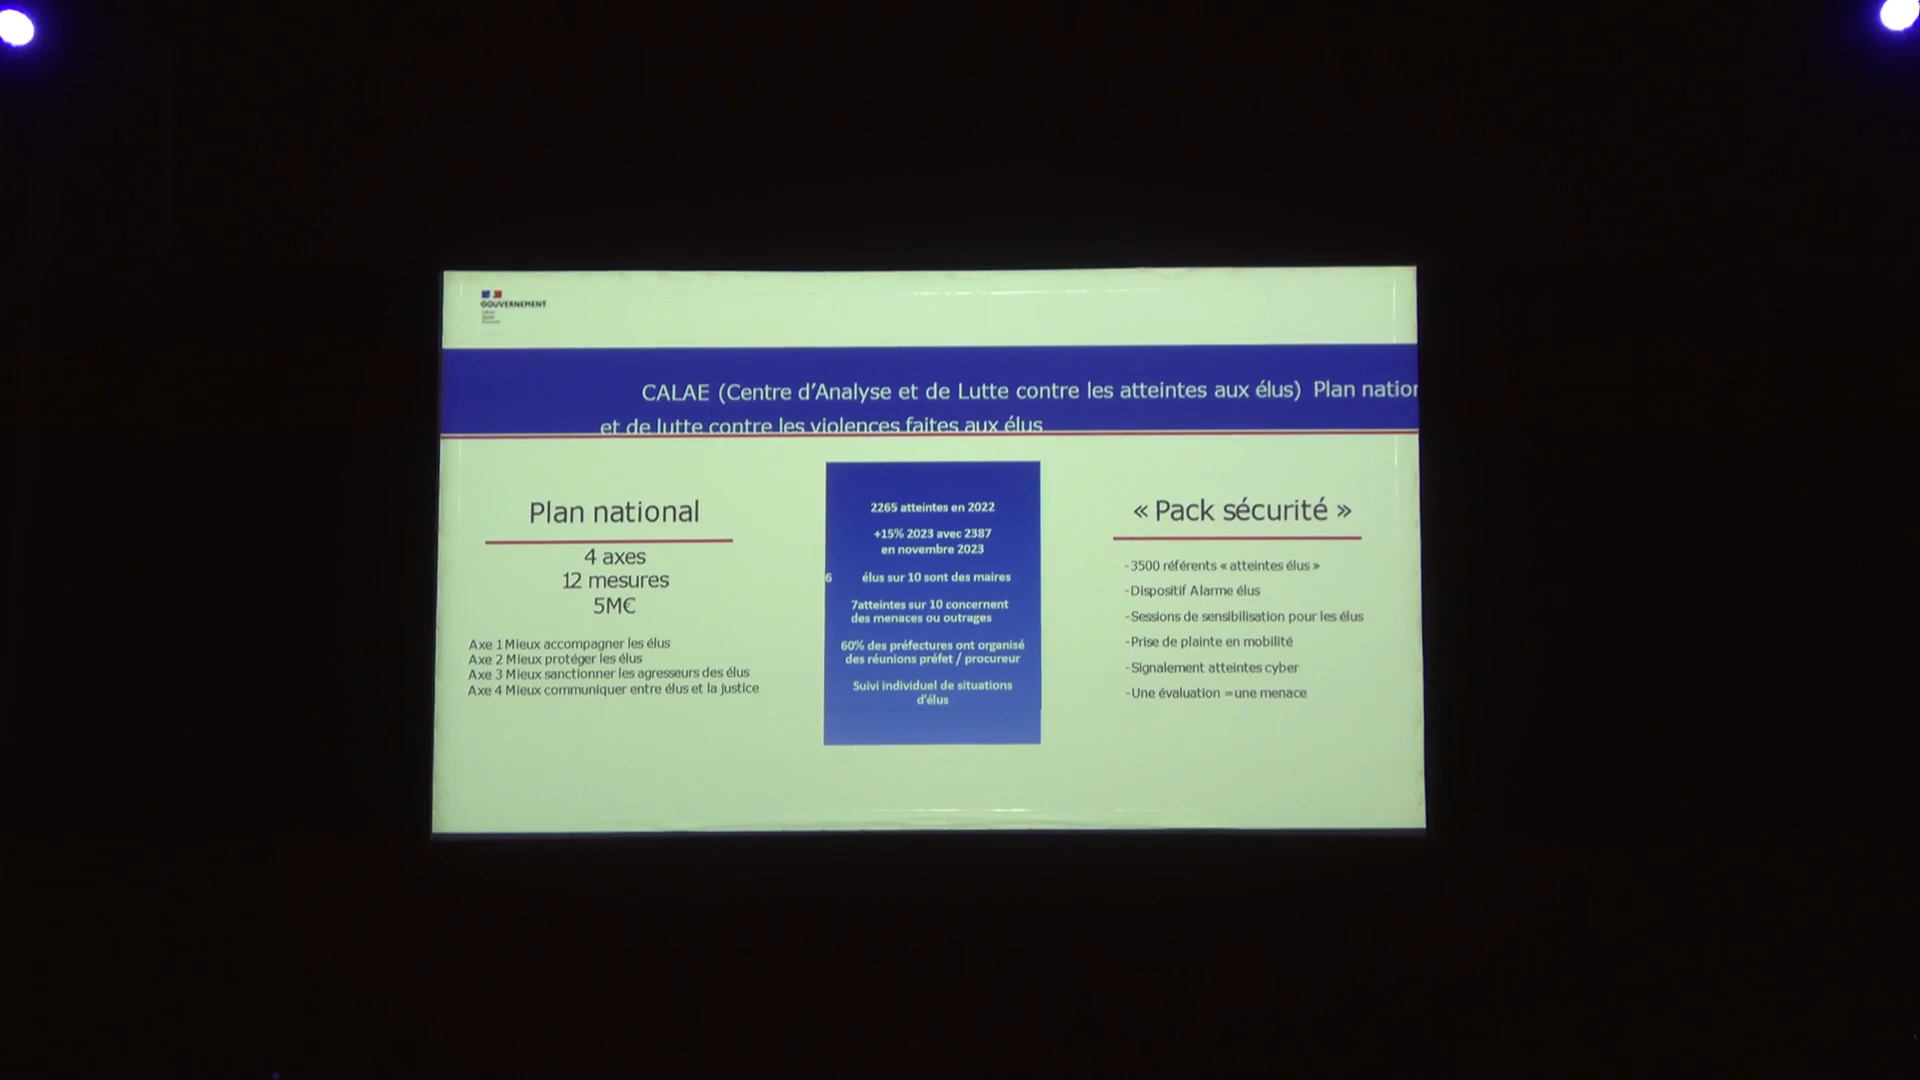 GOUVERNEMENT
CALAE (Centre d'Analyse et de Lutte contre les atteintes aux élus) Plan nation
et de lutte contre les violences faites aux élus
Plan national
4 axes
12 mesures
5M€
Axe 1 Mieux accompagner les élus
Axe 2 Mieux protéger les élus
Axe 3 Mieux sanctionner les agresseurs des élus
Axe 4 Mieux communiquer entre élus et la justice
2265 atteintes en 2022
+15% 2023 avec 2387
en novembre 2023
6 élus sur 10 sont des maires
7atteintes sur 10 concernent
des menaces ou outrages
60% des préfectures ont organisé
des réunions préfet / procureur
Suivi individuel de situations
d'élus
« Pack sécurité »
-3500 référents « atteintes élus »
-Dispositif Alarme élus
-Sessions de sensibilisation pour les élus
-Prise de plainte en mobilité
-Signalement atteintes cyber
-Une évaluation =une menace